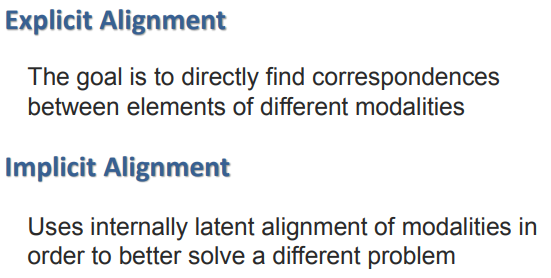 Explicit Alignment
The goal is to directly find correspondences
between elements of different modalities
Implicit Alignment
Uses internally latent alignment of modalities in
order to better solve a different problem